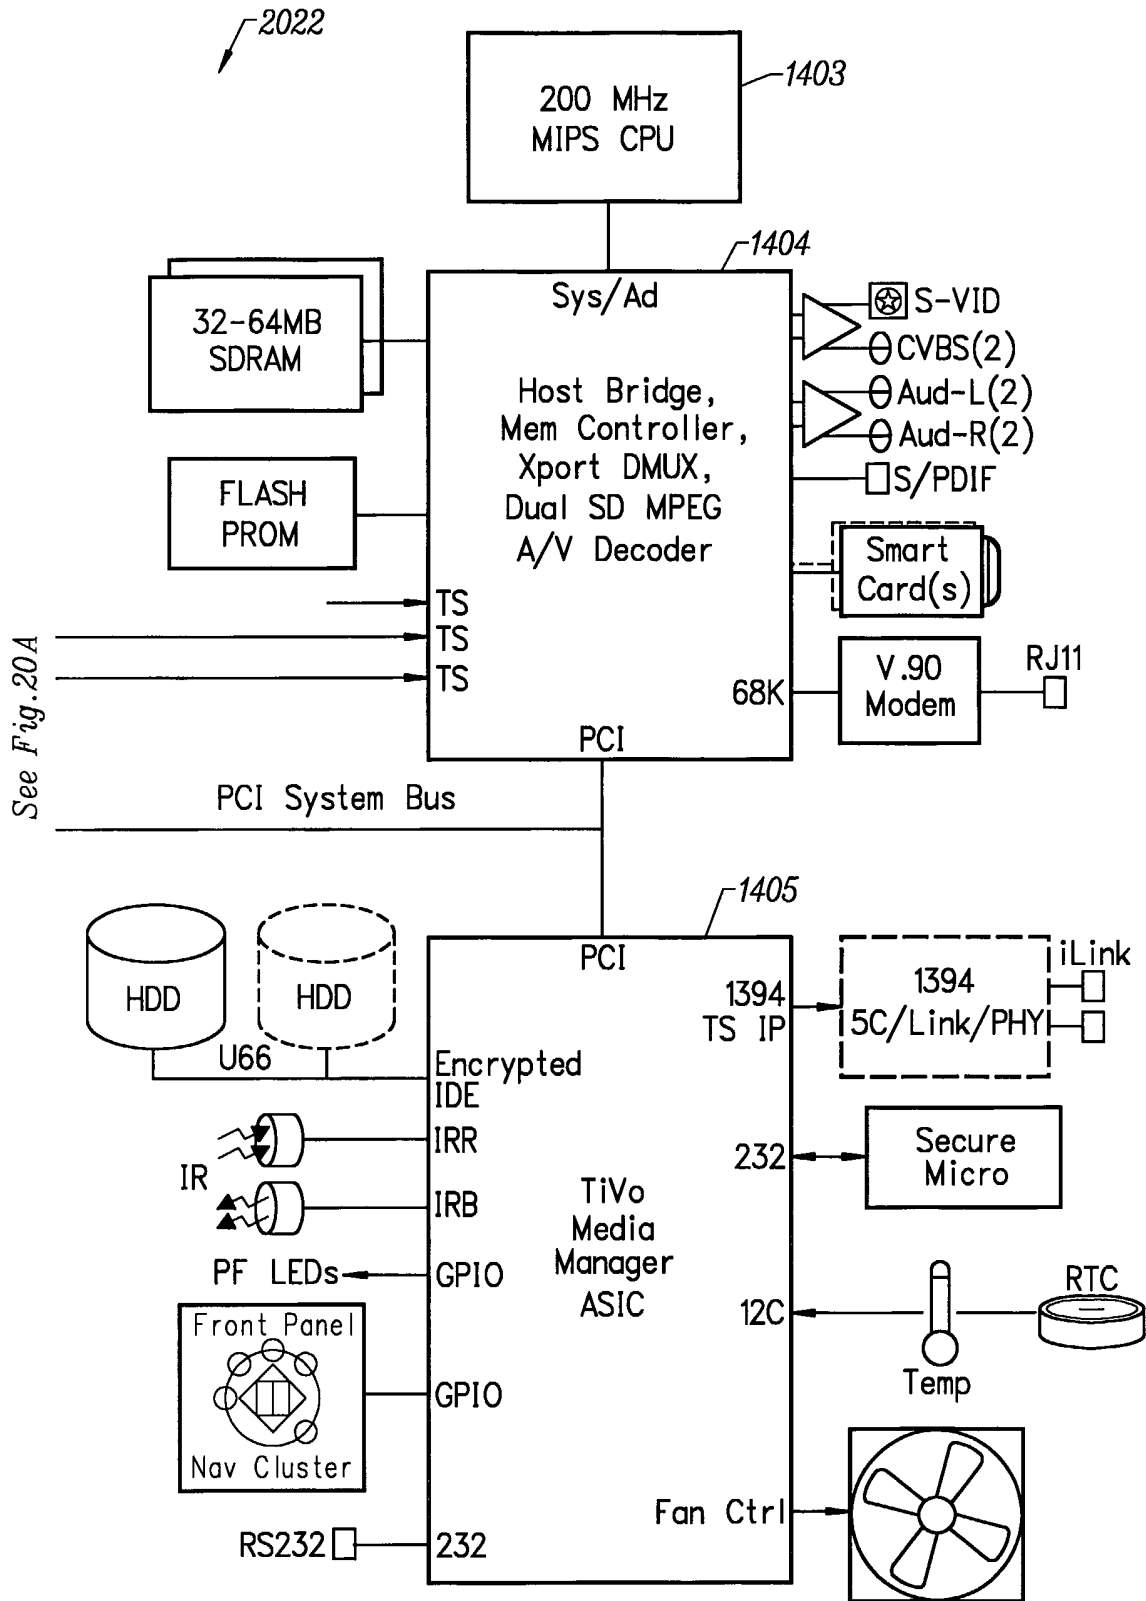 2022
1403
200 MHz
MIPS CPU
1404
Sys/Ad
32-64MB
SDRAM
S-VID
CVBS(2)
Aud-L(2)
Aud-R(2)
S/PDIF
Host Bridge,
Mem Controller,
Xport DMUX,
Dual SD MPEG
A/V Decoder
FLASH
PROM
Smart
Card(s)
TS
TS
TS
See Fig.20A
68K
V.90
Modem
RJ11
PCI
PCI System Bus
1405
PCI
HDD
HDD
U66
Encrypted
IDE
1394
TS IP
1394
5C/Link/PHY
iLink
IR
IRR
IRB
232
Secure
Micro
TiVo
Media
Manager
ASIC
PF LEDs
GPIO
12C
Temp
RTC
Front Panel
Nav Cluster
GPIO
Fan Ctrl
RS232
232